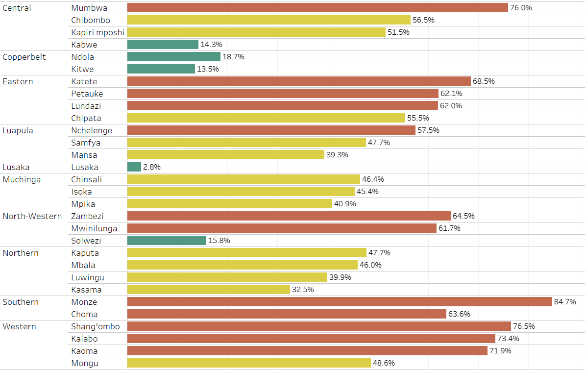 Central Mumbwa 76.0%
Chibombo 56.5%
Kapiri mposhi 51.5%
Kabwe 14.3%
Copperbelt Ndola 18.7%
Kitwe 13.5%
Eastern Katete 68.5%
Petauke 62.1%
Lundazi 62.0%
Chipata 55.5%
Luapula Nchelenge 57.5%
Samfya 47.7%
Mansa 39.3%
Lusaka Lusaka 2.8%
Muchinga Chinsali 46.4%
Isoka 45.4%
Mpika 40.9%
North-Western Zambezi 64.5%
Mwinilunga 61.7%
Solwezi 15.8%
Northern Kaputa 47.7%
Mbala 46.0%
Luwingu 39.9%
Kasama 32.5%
Southern Monze 84.7%
Choma 63.6%
Western Shang'ombo 76.5%
Kalabo 73.4%
Kaoma 71.9%
Mongu 48.6%